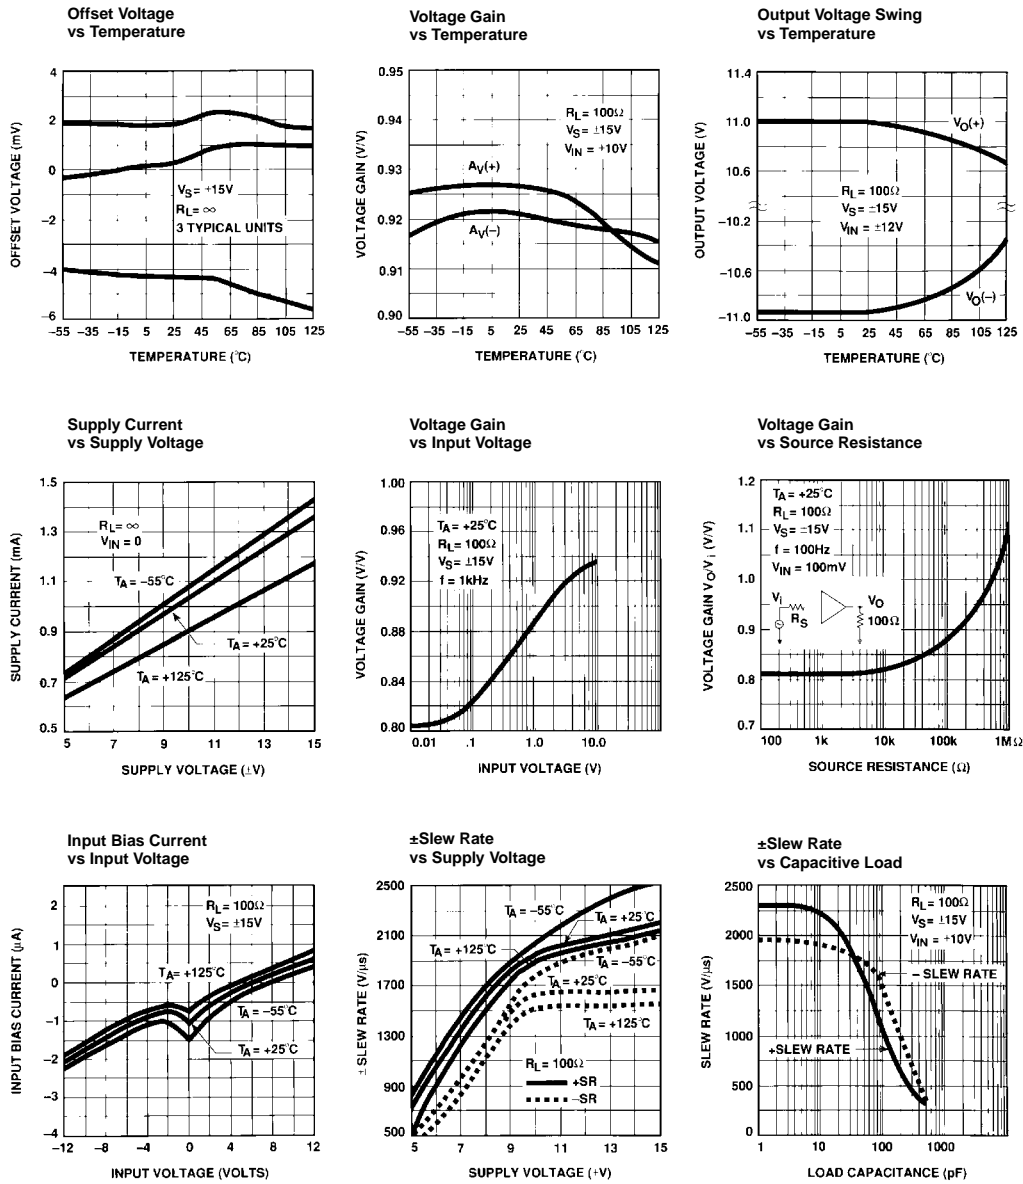 Offset Voltage
vs Temperature
4
2
0
−2
−4
−6
OFFSET VOLTAGE (mV)
VS = +15V
RL = ∞
3 TYPICAL UNITS
−55 −35 −15 5 25 45 65 85 105 125
TEMPERATURE (°C)
Voltage Gain
vs Temperature
0.95
0.94
0.93
0.92
0.91
0.90
VOLTAGE GAIN (V/V)
RL = 100Ω
VS = ±15V
VIN = +10V
AV(+)
AV(−)
−55 −35 −15 5 25 45 65 85 105 125
TEMPERATURE (°C)
Output Voltage Swing
vs Temperature
11.4
11.0
10.6
−10.2
−10.6
−11.0
OUTPUT VOLTAGE (V)
VO(+)
RL = 100Ω
VS = ±15V
VIN = ±12V
VO(−)
−55 −35 −15 5 25 45 65 85 105 125
TEMPERATURE (°C)
Supply Current
vs Supply Voltage
1.5
1.3
1.1
0.9
0.7
0.5
SUPPLY CURRENT (mA)
RL = ∞
VIN = 0
TA = −55°C
TA = +25°C
TA = +125°C
5 7 9 11 13 15
SUPPLY VOLTAGE (±V)
Voltage Gain
vs Input Voltage
1.00
0.96
0.92
0.88
0.84
0.80
VOLTAGE GAIN (V/V)
TA = +25°C
RL = 100Ω
VS = ±15V
f = 1kHz
0.01 .1 1.0 10.0
INPUT VOLTAGE (V)
Voltage Gain
vs Source Resistance
1.2
1.1
1.0
0.9
0.8
0.7
VOLTAGE GAIN VO/Vi (V/V)
TA = +25°C
RL = 100Ω
VS = ±15V
f = 100Hz
VIN = 100mV
Vi
RS
VO
100Ω
100 1k 10k 100k 1MΩ
SOURCE RESISTANCE (Ω)
Input Bias Current
vs Input Voltage
2
1
0
−1
−2
−3
−4
INPUT BIAS CURRENT (μA)
RL = 100Ω
VS = ±15V
TA = +125°C
TA = −55°C
TA = +25°C
−12 −8 −4 0 4 8 12
INPUT VOLTAGE (VOLTS)
±Slew Rate
vs Supply Voltage
2500
2100
1700
1300
900
500
± SLEW RATE (V/μs)
TA = −55°C
TA = +25°C
TA = +125°C
TA = −55°C
TA = +25°C
TA = +125°C
RL = 100Ω
+SR
−SR
5 7 9 11 13 15
SUPPLY VOLTAGE (+V)
±Slew Rate
vs Capacitive Load
2500
2000
1500
1000
500
0
SLEW RATE (V/μs)
RL = 100Ω
VS = ±15V
VIN = +10V
− SLEW RATE
+SLEW RATE
1 10 100 1000
LOAD CAPACITANCE (pF)